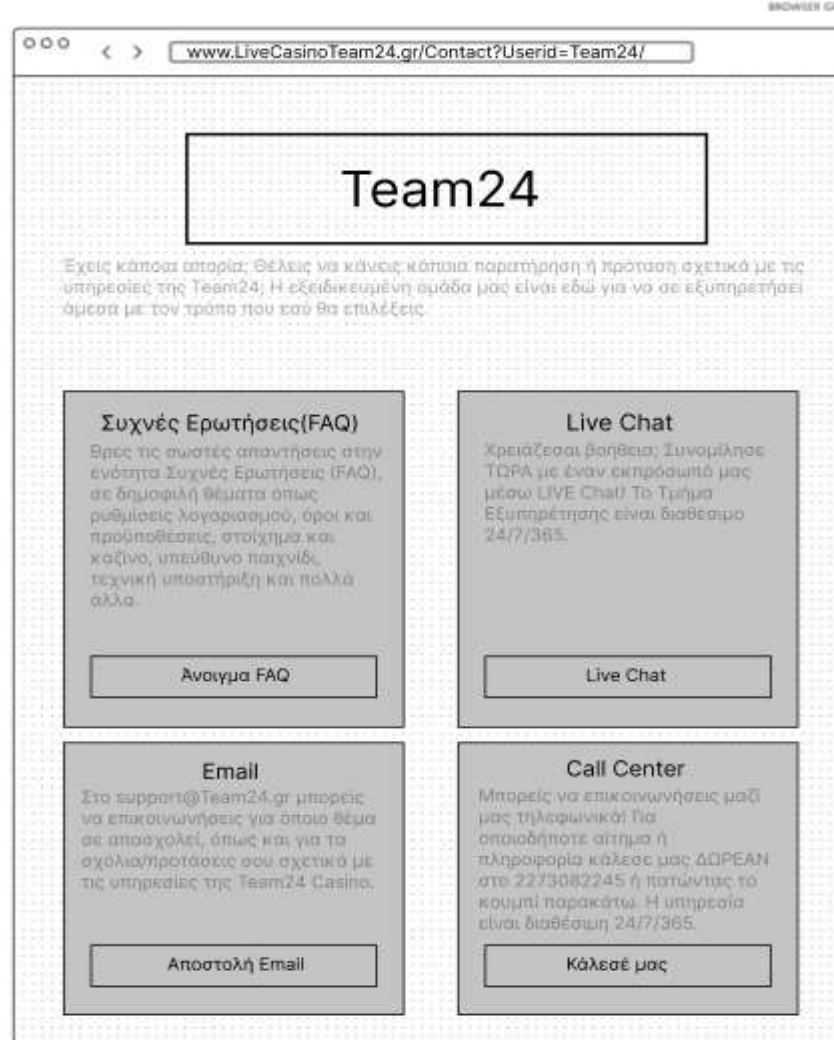 BROWSER
www.LiveCasinoTeam24.gr/Contact?Userid=Team24/
Team24
Έχεις κάποια απορία; Θέλεις να κάνεις κάποια παρατήρηση ή πρόταση σχετικά με τις
υπηρεσίες της Team24; Η εξειδικευμένη ομάδα μας είναι εδώ για να σε εξυπηρετήσει
άμεσα με τον τρόπο που εσύ θα επιλέξεις.
Συχνές Ερωτήσεις(FAQ)
Βρες τις σωστές απαντήσεις στην
ενότητα Συχνές Ερωτήσεις (FAQ),
σε δημοφιλή θέματα όπως
ρυθμίσεις λογαριασμού, όροι και
προϋποθέσεις, στοίχημα και
καζίνο, υπεύθυνο παιχνίδι,
τεχνική υποστήριξη και πολλά
άλλα.
Άνοιγμα FAQ
Live Chat
Χρειάζεσαι βοήθεια; Συνομίλησε
ΤΩΡΑ με έναν εκπρόσωπό μας
μέσω LIVE Chat! Το Τμήμα
Εξυπηρέτησης είναι διαθέσιμο
24/7/365.
Live Chat
Email
Στο support@Team24.gr μπορείς
να επικοινωνήσεις για όποιο θέμα
σε απασχολεί, όπως και για τα
σχόλια/προτάσεις σου σχετικά με
τις υπηρεσίες της Team24 Casino.
Αποστολή Email
Call Center
Μπορείς να επικοινωνήσεις μαζί
μας τηλεφωνικά! Για
οποιοδήποτε αίτημα ή
πληροφορία κάλεσε μας ΔΩΡΕΑΝ
στο 2273082245 ή πατώντας το
κουμπί παρακάτω. Η υπηρεσία
είναι διαθέσιμη 24/7/365.
Κάλεσέ μας